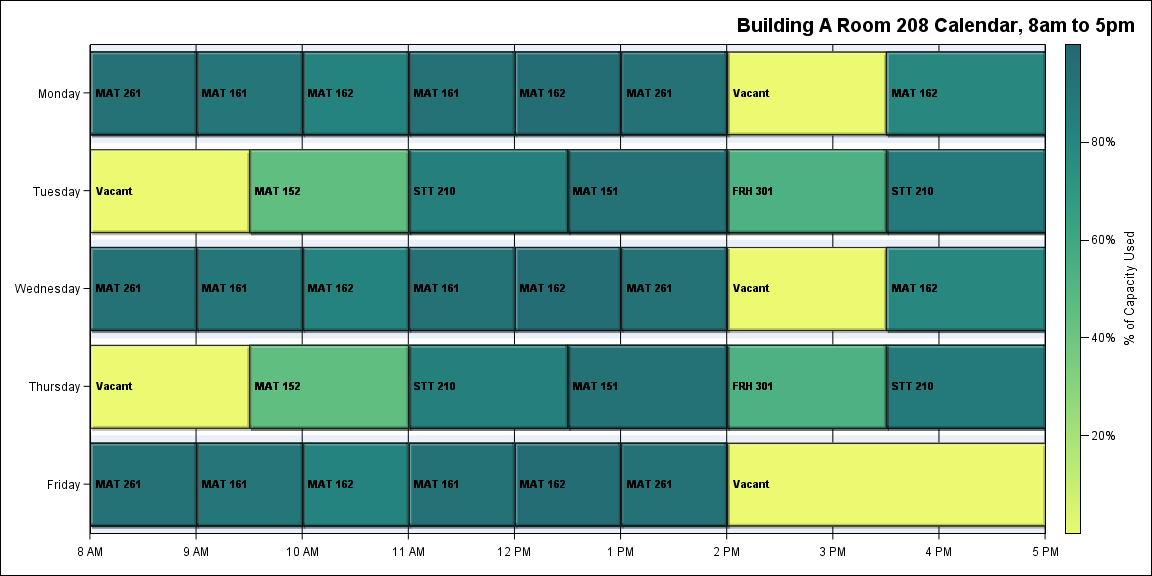 Building A Room 208 Calendar, 8am to 5pm
Monday
MAT 261
MAT 161
MAT 162
MAT 161
MAT 162
MAT 261
Vacant
MAT 162
Tuesday
Vacant
MAT 152
STT 210
MAT 151
FRH 301
STT 210
Wednesday
MAT 261
MAT 161
MAT 162
MAT 161
MAT 162
MAT 261
Vacant
MAT 162
Thursday
Vacant
MAT 152
STT 210
MAT 151
FRH 301
STT 210
Friday
MAT 261
MAT 161
MAT 162
MAT 161
MAT 162
MAT 261
Vacant
8 AM
9 AM
10 AM
11 AM
12 PM
1 PM
2 PM
3 PM
4 PM
5 PM
80%
60%
40%
20%
% of Capacity Used